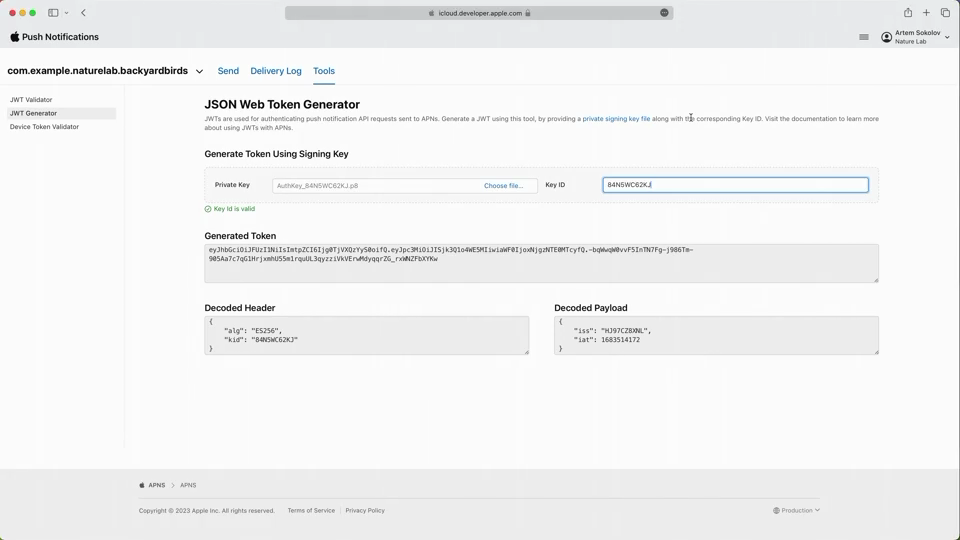 icloud.developer.apple.com
Push Notifications
Artem Sokolov
Nature Lab
com.example.naturelab.backyardbirds
Send
Delivery Log
Tools
JWT Validator
JWT Generator
Device Token Validator
JSON Web Token Generator
JWTs are used for authenticating push notification API requests sent to APNs. Generate a JWT using this tool, by providing a private signing key file along with the corresponding Key ID. Visit the documentation to learn more
about using JWTs with APNs.
Generate Token Using Signing Key
Private Key
AuthKey_84N5WC62KJ.p8
Choose file...
Key ID
84N5WC62KJ
Key Id is valid
Generated Token
Decoded Header
Decoded Payload
{
"alg": "ES256",
"kid": "84N5WC62KJ"
}
{
"iss": "HJ97CZ8XNL",
"iat": 1683514172
}
APNS
APNS
Copyright © 2023 Apple Inc. All rights reserved.
Terms of Service
Privacy Policy
Production